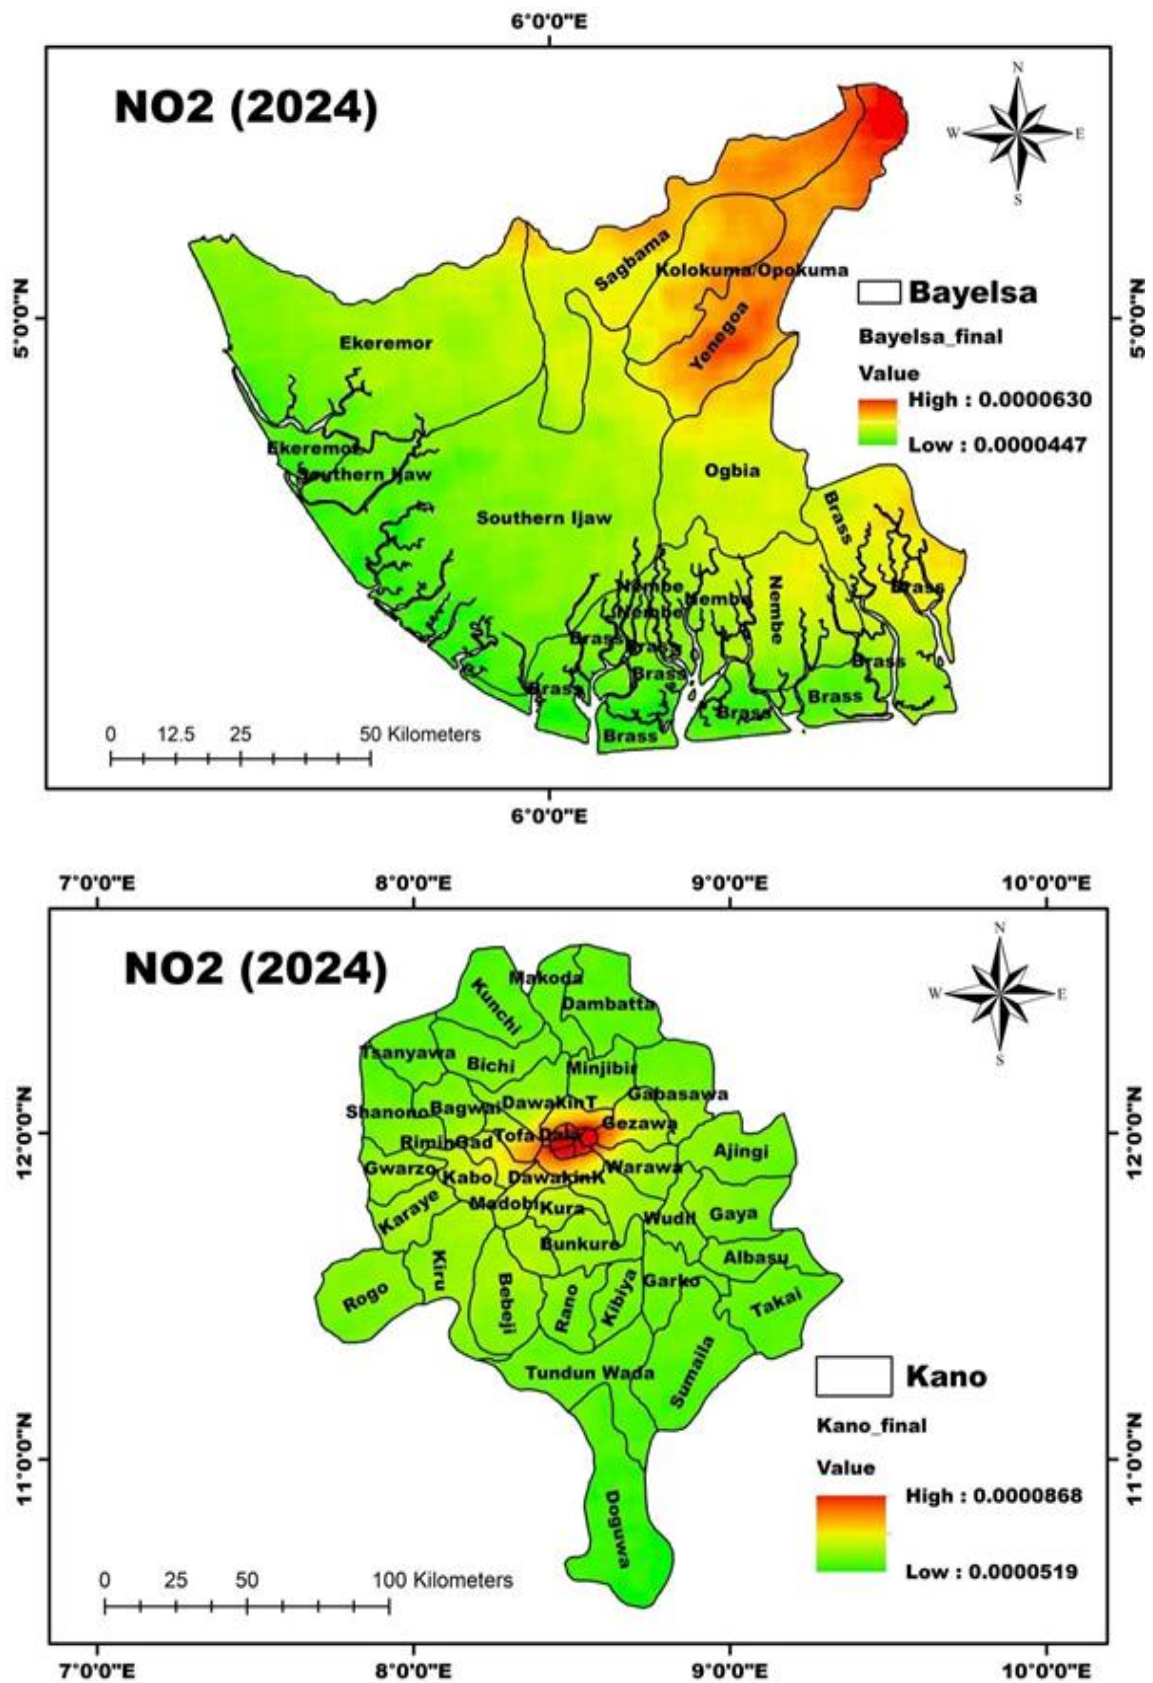 6°0'0"E
NO2 (2024)
N
W
E
S
5°0'0"N
5°0'0"N
Sagbama
Kolokuma/Opokuma
Yenegoa
Ekeremor
Ekeremor
Southern Ijaw
Southern Ijaw
Ogbia
Brass
Brass
Nembe
Nembe
Nembe
Nembe
Brass
Brass
Brass
Brass
Brass
Brass
Brass
Brass
Bayelsa
Bayelsa_final
Value
High : 0.0000630
Low : 0.0000447
0 12.5 25 50 Kilometers
6°0'0"E
7°0'0"E 8°0'0"E 9°0'0"E 10°0'0"E
NO2 (2024)
N
W
E
S
12°0'0"N
12°0'0"N
11°0'0"N
11°0'0"N
Makoda
Kunchi
Dambatta
Tsanyawa
Bichi
Minjibir
Gabasawa
Shanono
Bagwai
DawakinT
Gezawa
RiminGad
Tofa
Dala
Ajingi
Gwarzo
Kabo
DawakinK
Warawa
Karaye
Madobi
Kura
Wudil
Gaya
Bunkure
Albasu
Kiru
Rogo
Bebeji
Rano
Kibiya
Garko
Takai
Tundun Wada
Sumaila
Doguwa
Kano
Kano_final
Value
High : 0.0000868
Low : 0.0000519
0 25 50 100 Kilometers
7°0'0"E 8°0'0"E 9°0'0"E 10°0'0"E